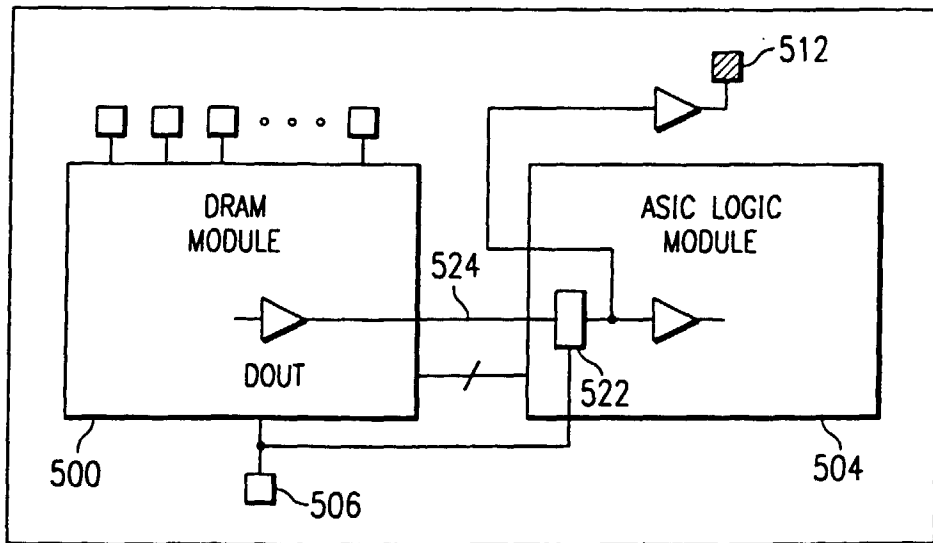 512
DRAM
MODULE
ASIC LOGIC
MODULE
524
DOUT
522
500
506
504